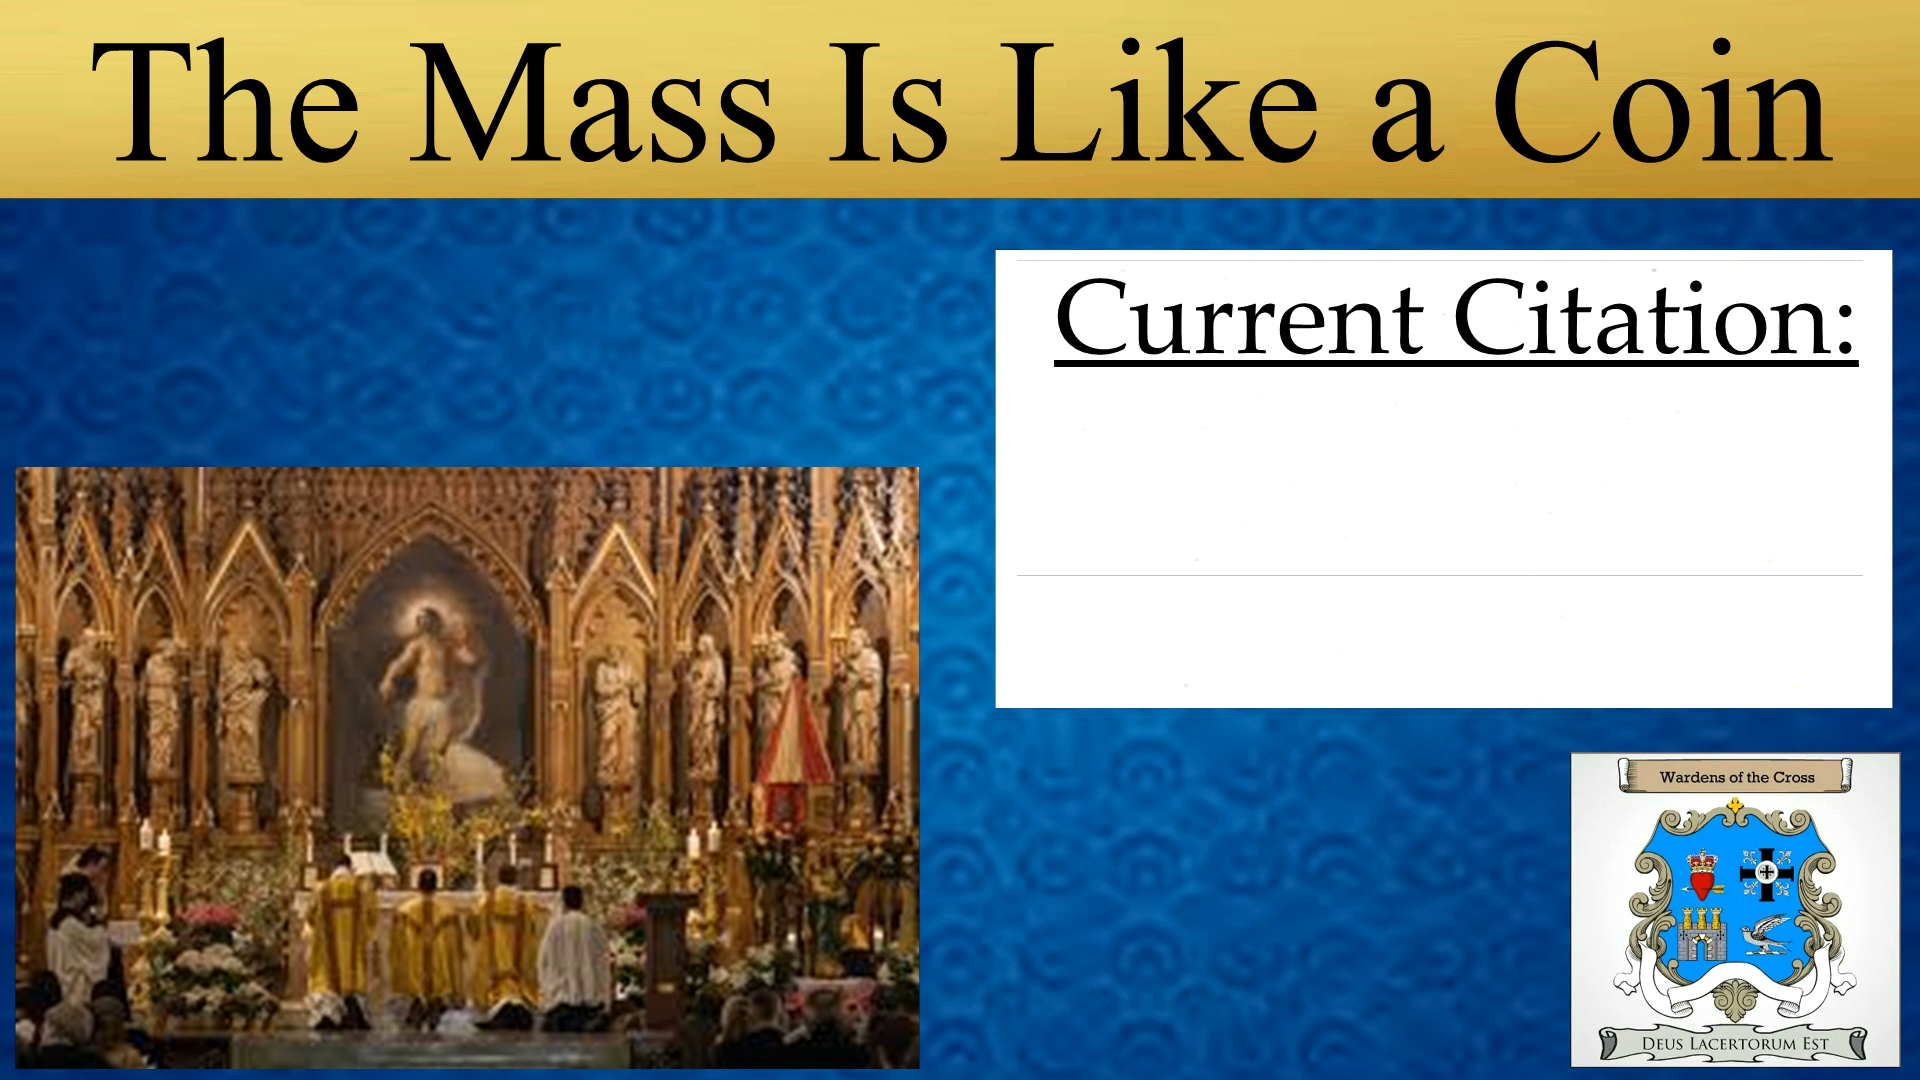 The Mass Is Like a Coin
Current Citation:
Wardens of the Cross
Deus Lacertorum Est